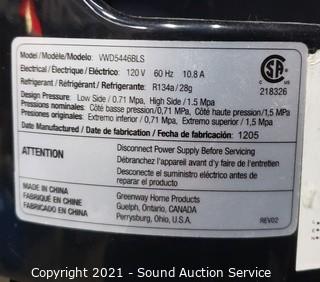 Model/Modèle/Modelo: VWD5446BLS
Electrical / Électrique / Eléctrico: 120 V 60 Hz 10.8 A
Refrigerant / Réfrigérant / Refrigerante: R134a / 28g
Design Pressure: Low Side / 0.71 Mpa, High Side / 1.5 Mpa
Pressions nominales: Côté basse pression / 0,71 Mpa, Côté haute pression / 1,5 MPa
Presiones originales: Extremo inferior / 0,71 Mpa, Extremo superior / 1,5 Mpa
Date Manufactured / Date de fabrication / Fecha de fabricación: 1205
218326
ATTENTION
Disconnect Power Supply Before Servicing
Débranchez l'appareil avant d'y faire de l'entretien
Desconecte el suministro eléctrico antes de
reparar el producto
MADE IN CHINA
FABRIQUÉ EN CHINE
FABRICADO EN CHINA
Greenway Home Products
Guelph, Ontario, CANADA
Perrysburg, Ohio, U.S.A.
REV02
Copyright 2021 - Sound Auction Service